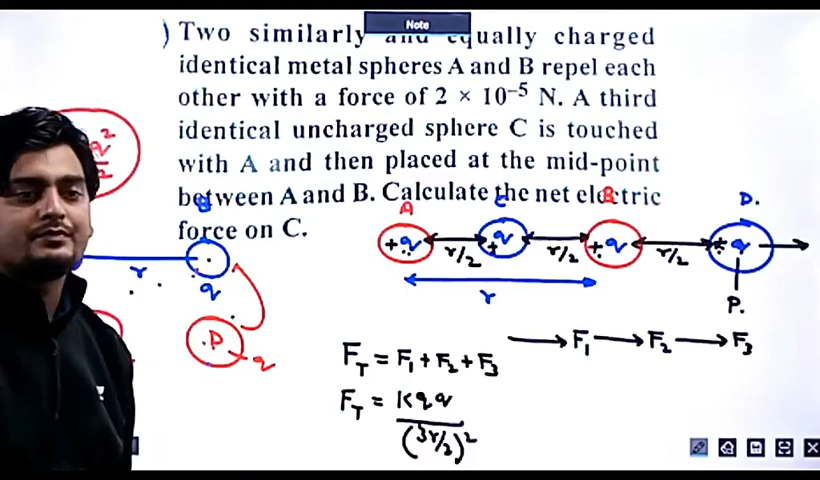 Note
) Two similarly and equally charged
identical metal spheres A and B repel each
other with a force of 2 × 10⁻⁵ N. A third
identical uncharged sphere C is touched
with A and then placed at the mid-point
between A and B. Calculate the net electric
force on C.
q²
B
r
q
P
q
A C B D.
+q q +q q
r/2 r/2 r/2
r
P.
F₁ F₂ F₃
F_T = F₁ + F₂ + F₃
F_T = Kqq
(3r/2)²